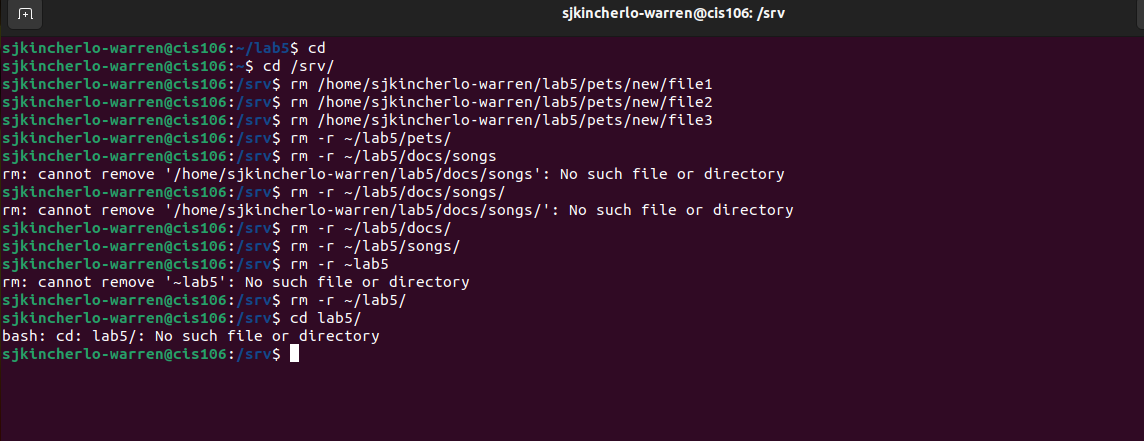 sjkincherlo-warren@cis106: /srv
sjkincherlo-warren@cis106:~/lab5$ cd
sjkincherlo-warren@cis106:~$ cd /srv/
sjkincherlo-warren@cis106:/srv$ rm /home/sjkincherlo-warren/lab5/pets/new/file1
sjkincherlo-warren@cis106:/srv$ rm /home/sjkincherlo-warren/lab5/pets/new/file2
sjkincherlo-warren@cis106:/srv$ rm /home/sjkincherlo-warren/lab5/pets/new/file3
sjkincherlo-warren@cis106:/srv$ rm -r ~/lab5/pets/
sjkincherlo-warren@cis106:/srv$ rm -r ~/lab5/docs/songs
rm: cannot remove '/home/sjkincherlo-warren/lab5/docs/songs': No such file or directory
sjkincherlo-warren@cis106:/srv$ rm -r ~/lab5/docs/songs/
rm: cannot remove '/home/sjkincherlo-warren/lab5/docs/songs/': No such file or directory
sjkincherlo-warren@cis106:/srv$ rm -r ~/lab5/docs/
sjkincherlo-warren@cis106:/srv$ rm -r ~/lab5/songs/
sjkincherlo-warren@cis106:/srv$ rm -r ~lab5
rm: cannot remove '~lab5': No such file or directory
sjkincherlo-warren@cis106:/srv$ rm -r ~/lab5/
sjkincherlo-warren@cis106:/srv$ cd lab5/
bash: cd: lab5/: No such file or directory
sjkincherlo-warren@cis106:/srv$